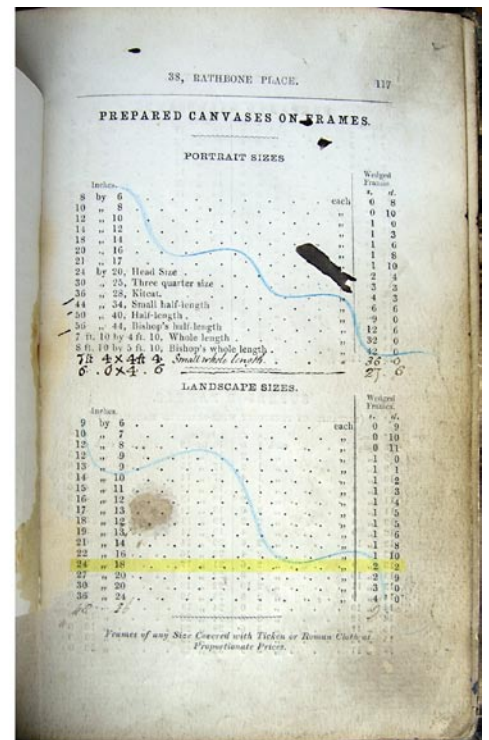 38, RATHBONE PLACE.
117
PREPARED CANVASES ON FRAMES.
PORTRAIT SIZES
Wedged
Frames.
Inches. s. d.
8 by 6 each 0 8
10 „ 8 „ 0 10
12 „ 10 „ 1 0
14 „ 12 „ 1 3
18 „ 14 „ 1 6
20 „ 16 „ 1 8
21 „ 17 „ 1 10
24 by 20, Head Size „ 2 4
30 „ 25, Three quarter size „ 3 3
36 „ 28, Kitcat. „ 4 3
44 „ 34, Small half-length „ 6 6
50 „ 40, Half-length „ 9 0
56 „ 44, Bishop's half-length „ 12 6
7 ft. 10 by 4 ft. 10, Whole length „ 32 0
8 ft. 10 by 5 ft. 10, Bishop's whole length „ 42 0
7ft 4 x 4ft 4 Small whole length. 36 0
6 . 0 x 4 . 6 27 6
LANDSCAPE SIZES.
Wedged
Frames.
Inches. s. d.
9 by 6 each 0 9
10 „ 7 „ 0 10
12 „ 8 „ 0 11
12 „ 9 „ 1 0
13 „ 9 „ 1 1
14 „ 10 „ 1 2
15 „ 11 „ 1 3
16 „ 12 „ 1 4
17 „ 13 „ 1 5
18 „ 12 „ 1 5
19 „ 13 „ 1 6
21 „ 14 „ 1 8
22 „ 16 „ 1 10
24 „ 18 „ 2 2
27 „ 20 „ 2 9
30 „ 20 „ 3 0
36 „ 24 „ 4 0
Frames of any Size Covered with Ticken or Roman Cloth at
Proportionate Prices.